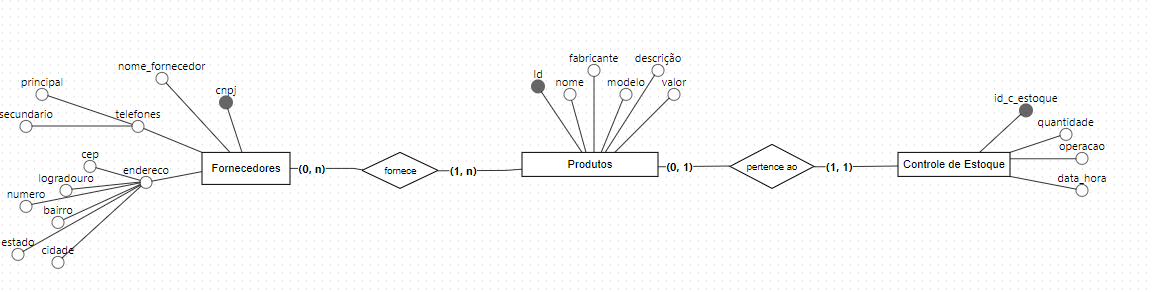 nome_fornecedor
principal
cnpj
secundario
telefones
cep
endereco
logradouro
numero
bairro
estado
cidade
Fornecedores
(0, n)
fornece
(1, n)
Id
nome
fabricante
modelo
descrição
valor
Produtos
(0, 1)
pertence ao
(1, 1)
Controle de Estoque
id_c_estoque
quantidade
operacao
data_hora